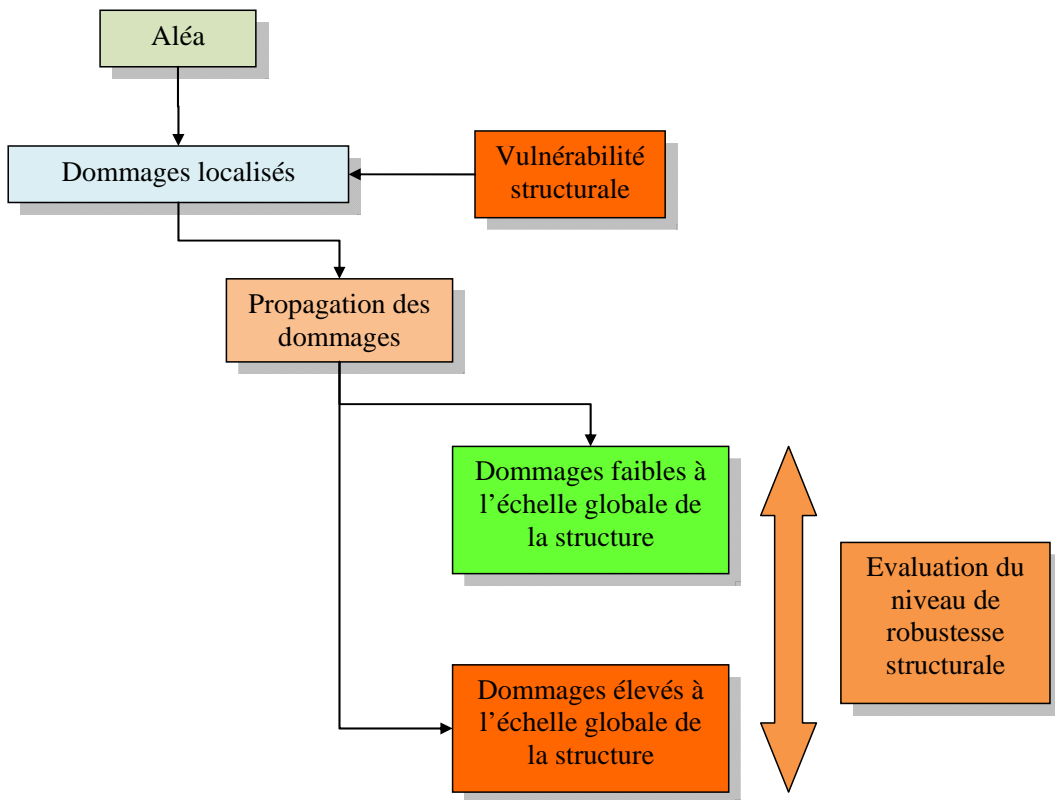 Aléa
Dommages localisés
Vulnérabilité
structurale
Propagation des
dommages
Dommages faibles à
l’échelle globale de
la structure
Evaluation du
niveau de
robustesse
structurale
Dommages élevés à
l’échelle globale de
la structure